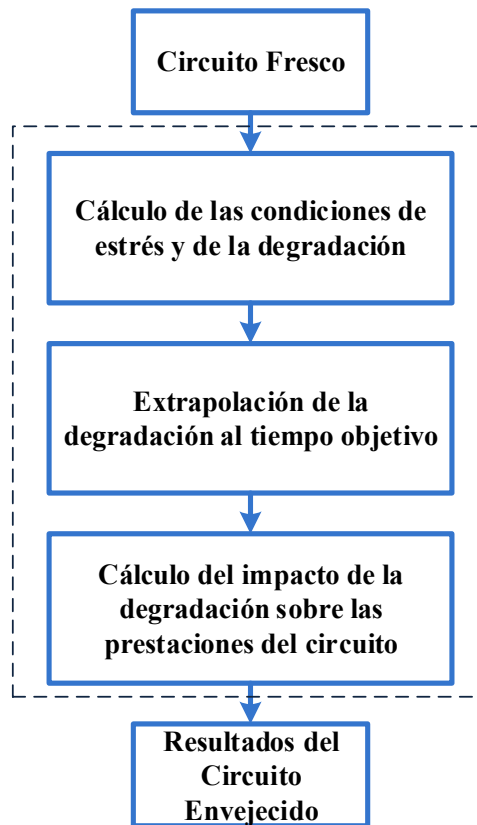 Circuito Fresco
Cálculo de las condiciones de
estrés y de la degradación
Extrapolación de la
degradación al tiempo objetivo
Cálculo del impacto de la
degradación sobre las
prestaciones del circuito
Resultados del
Circuito
Envejecido